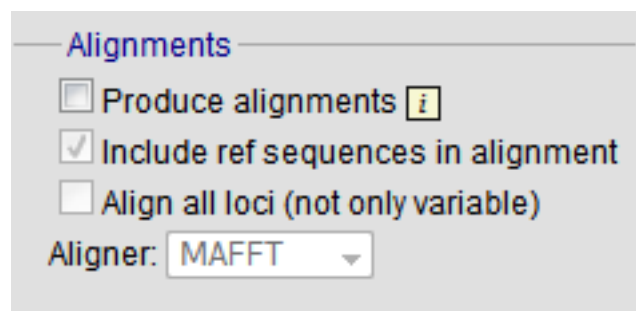 Alignments
Produce alignments i
Include ref sequences in alignment
Align all loci (not only variable)
Aligner: MAFFT